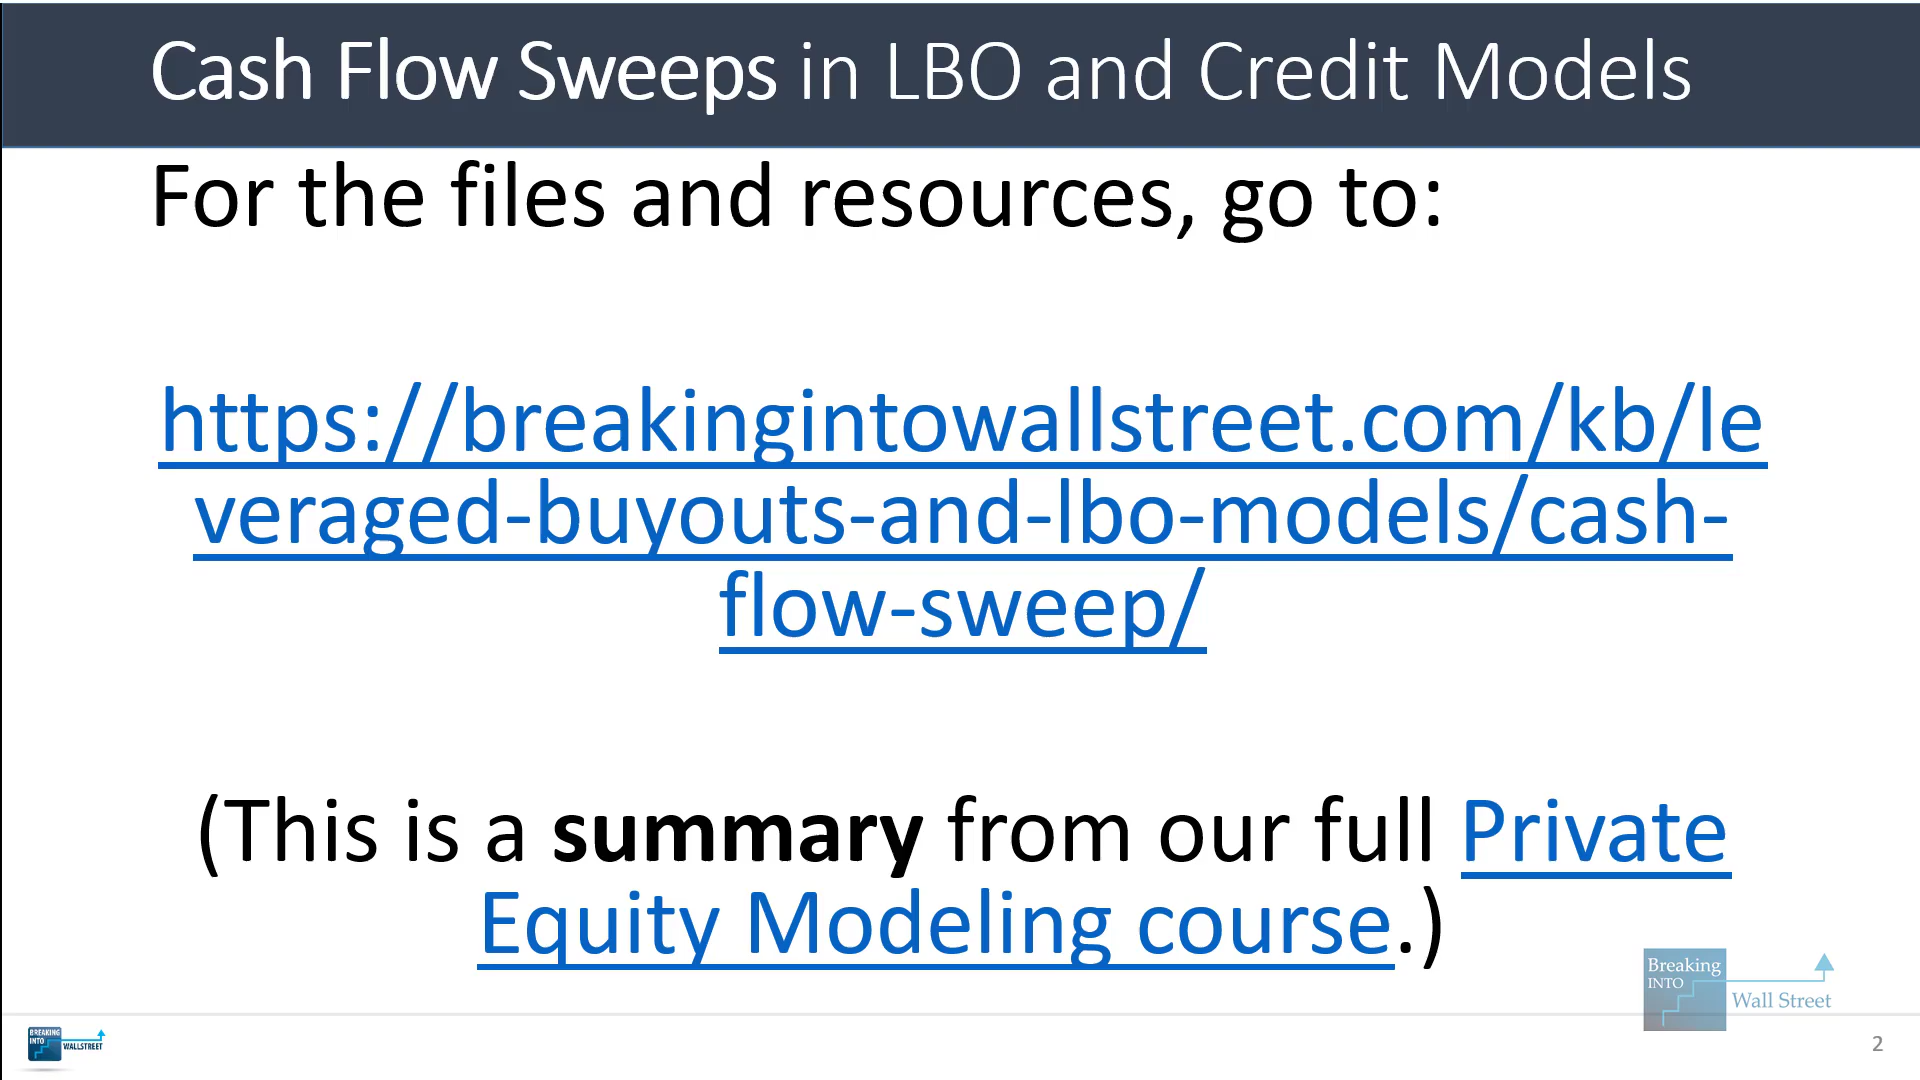 Cash Flow Sweeps in LBO and Credit Models
For the files and resources, go to:
https://breakingintowallstreet.com/kb/le
veraged-buyouts-and-lbo-models/cash-
flow-sweep/
(This is a summary from our full Private
Equity Modeling course.)
Breaking
INTO
Wall Street
BREAKING
INTO
WALLSTREET
2